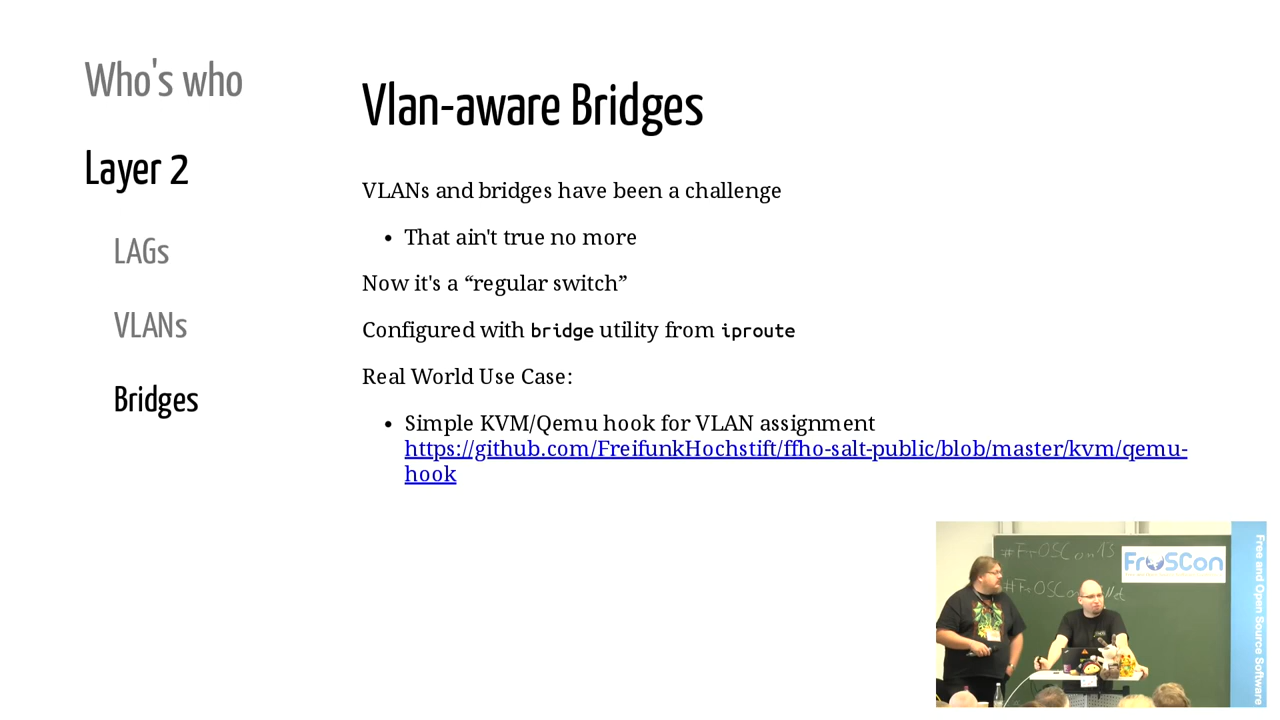 Who's who
Layer 2
LAGs
VLANs
Bridges
Vlan-aware Bridges
VLANs and bridges have been a challenge
• That ain't true no more
Now it's a “regular switch”
Configured with bridge utility from iproute
Real World Use Case:
• Simple KVM/Qemu hook for VLAN assignment
https://github.com/FreifunkHochstift/ffho-salt-public/blob/master/kvm/qemu-
hook
#FrOSCon13
FrOSCon
Free and Open Source Software